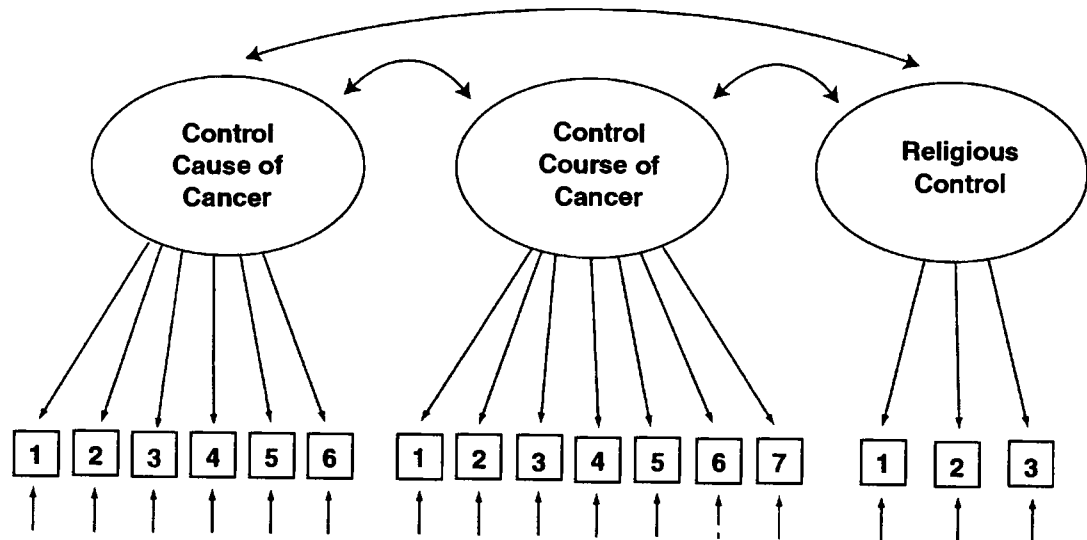 Control
Cause of
Cancer
Control
Course of
Cancer
Religious
Control
1 2 3 4 5 6
1 2 3 4 5 6 7
1 2 3